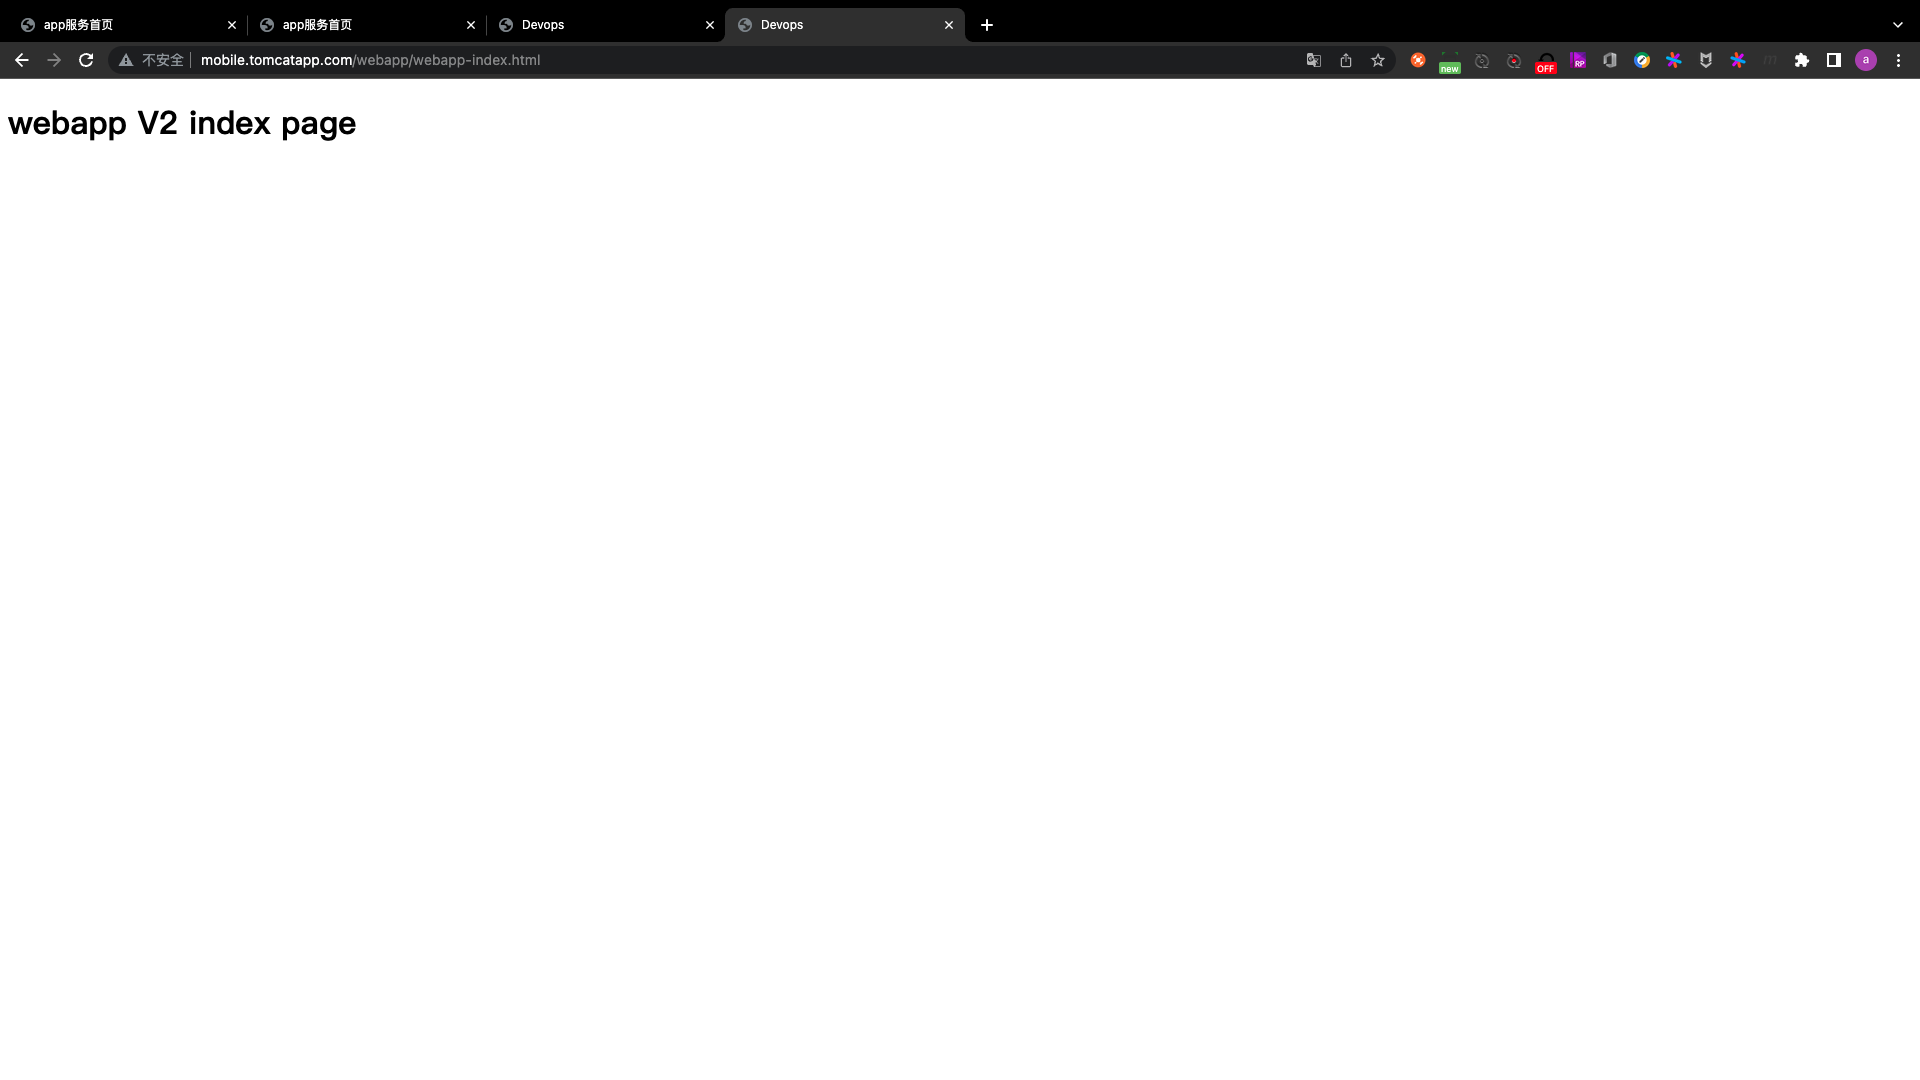 app服务首页
app服务首页
Devops
Devops
不安全 mobile.tomcatapp.com/webapp/webapp-index.html
new
OFF
RP
m
a
webapp V2 index page